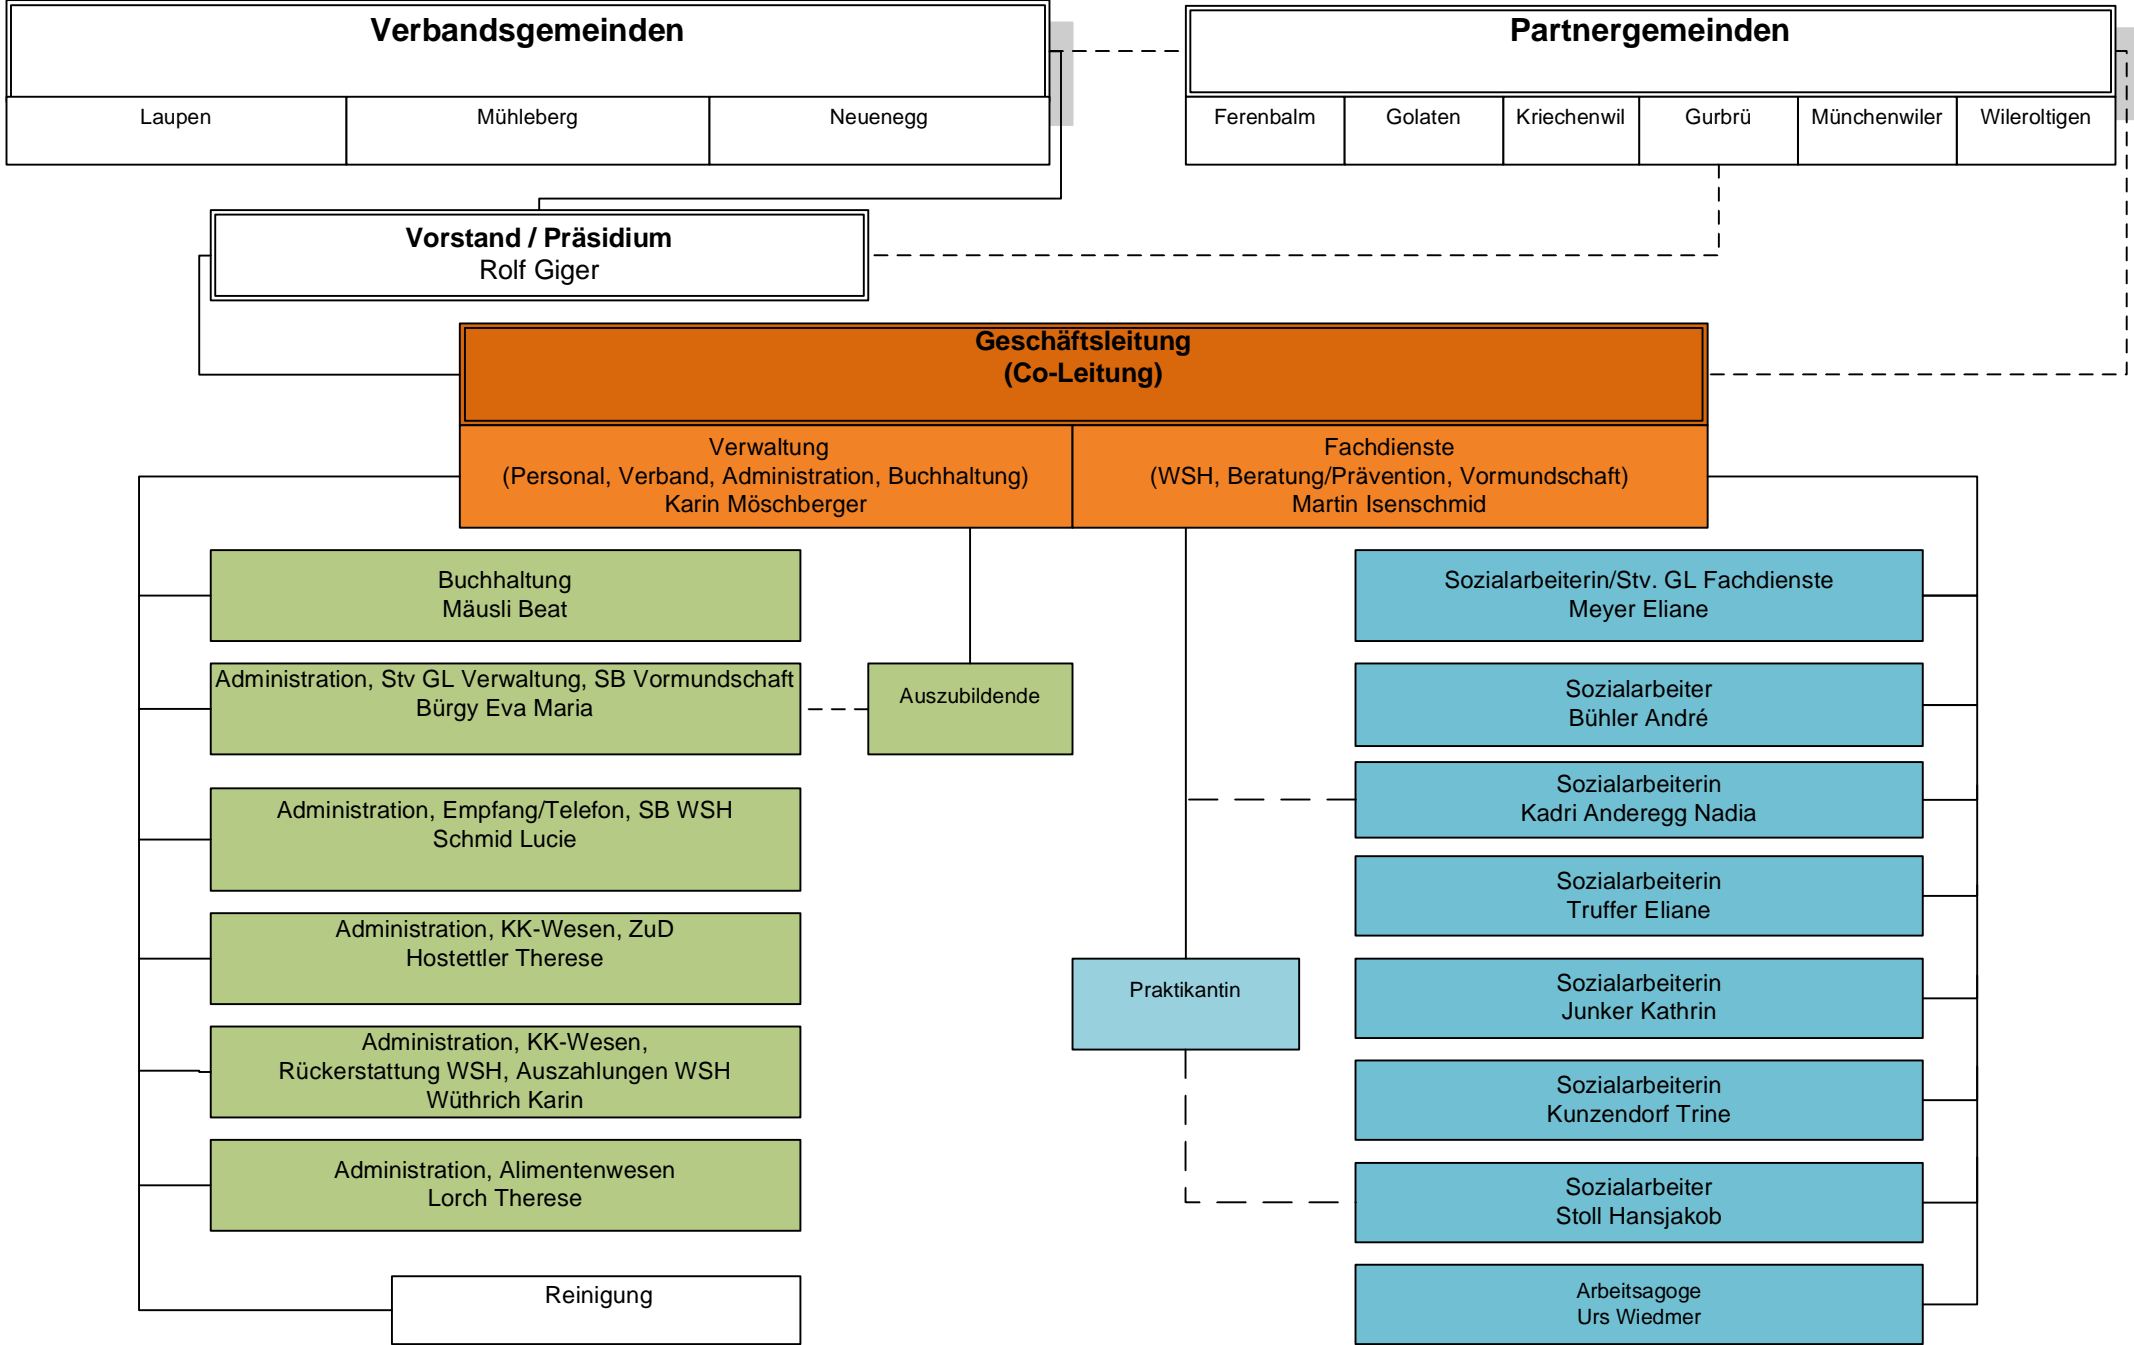 Verbandsgemeinden
Laupen
Mühleberg
Neuenegg
Partnergemeinden
Ferenbalm
Golaten
Kriechenwil
Gurbrü
Münchenwiler
Wileroltigen
Vorstand / Präsidium
Rolf Giger
Geschäftsleitung
(Co-Leitung)
Verwaltung
(Personal, Verband, Administration, Buchhaltung)
Karin Möschberger
Fachdienste
(WSH, Beratung/Prävention, Vormundschaft)
Martin Isenschmid
Buchhaltung
Mäusli Beat
Administration, Stv GL Verwaltung, SB Vormundschaft
Bürgy Eva Maria
Auszubildende
Administration, Empfang/Telefon, SB WSH
Schmid Lucie
Administration, KK-Wesen, ZuD
Hostettler Therese
Administration, KK-Wesen,
Rückerstattung WSH, Auszahlungen WSH
Wüthrich Karin
Administration, Alimentenwesen
Lorch Therese
Reinigung
Praktikantin
Sozialarbeiterin/Stv. GL Fachdienste
Meyer Eliane
Sozialarbeiter
Bühler André
Sozialarbeiterin
Kadri Anderegg Nadia
Sozialarbeiterin
Truffer Eliane
Sozialarbeiterin
Junker Kathrin
Sozialarbeiterin
Kunzendorf Trine
Sozialarbeiter
Stoll Hansjakob
Arbeitsagoge
Urs Wiedmer